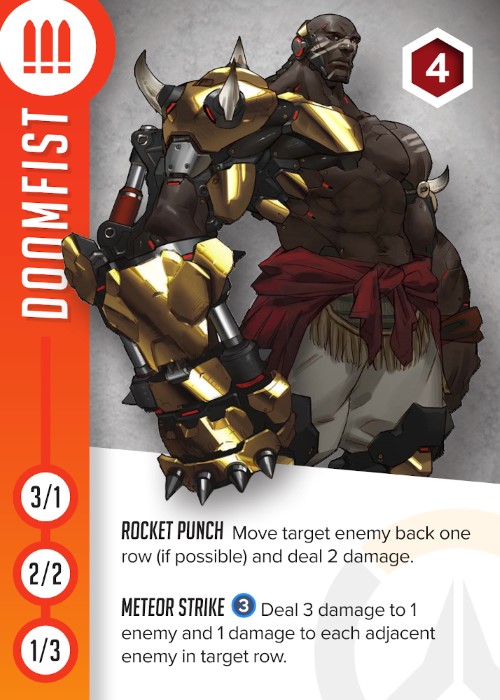 4
DOOMFIST
3/1
2/2
1/3
ROCKET PUNCH Move target enemy back one
row (if possible) and deal 2 damage.
METEOR STRIKE 3 Deal 3 damage to 1
enemy and 1 damage to each adjacent
enemy in target row.